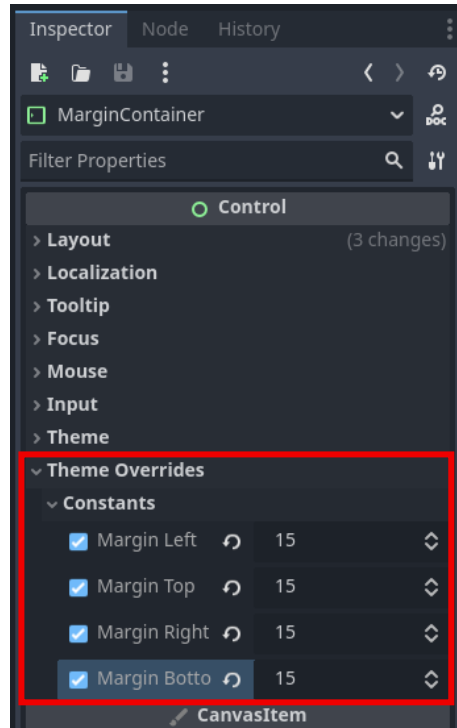 Inspector Node History
MarginContainer
DOC
Filter Properties
Control
Layout (3 changes)
Localization
Tooltip
Focus
Mouse
Input
Theme
Theme Overrides
Constants
Margin Left 15
Margin Top 15
Margin Right 15
Margin Botto 15
CanvasItem